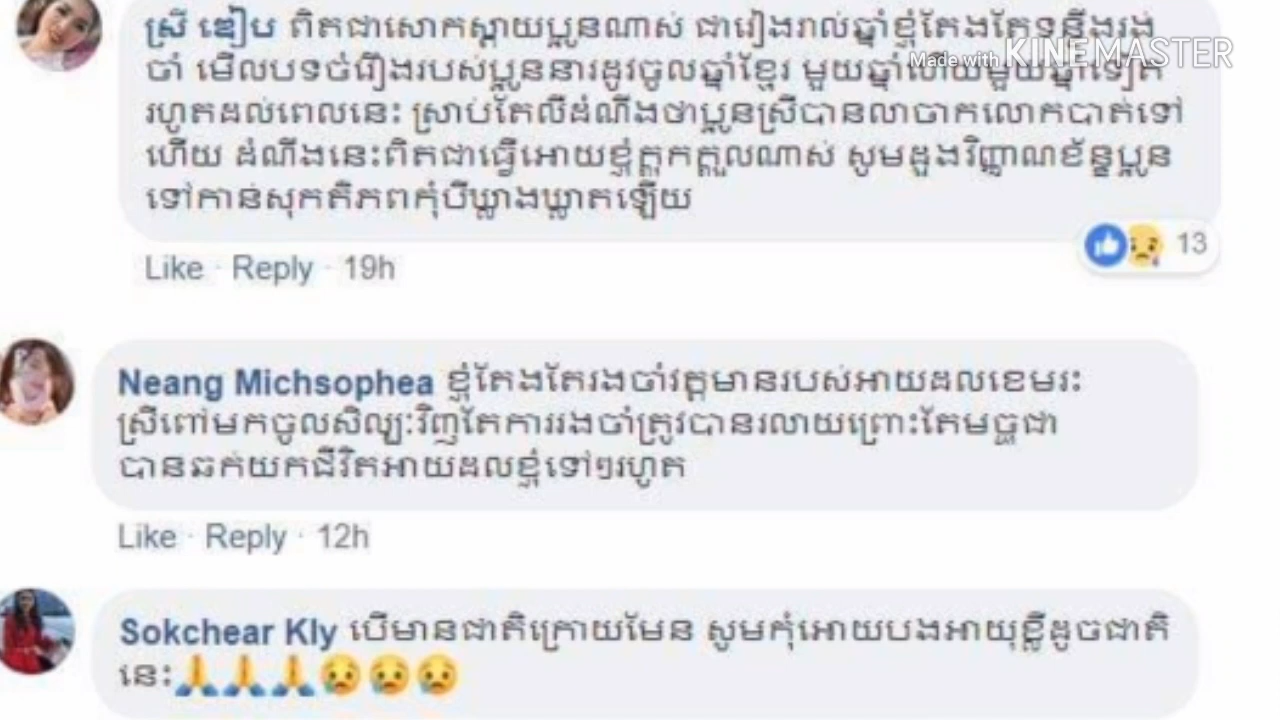 ស្រី ឌៀប ពិតជាសោកស្ដាយប្អូនណាស់ ជារៀងរាល់ឆ្នាំខ្ញុំតែងតែទន្ទឹងរង់
Made with KINEMASTER
ចាំ មើលបទចំរៀងរបស់ប្អូននារដូវចូលឆ្នាំខ្មែរ មួយឆ្នាំហើយមួយឆ្នាំទៀត
រហូតដល់ពេលនេះ ស្រាប់តែលឺដំណឹងថាប្អូនស្រីបានលាចាកលោកបាត់ទៅ
ហើយ ដំណឹងនេះពិតជាធ្វើអោយខ្ញុំក្ដុកក្ដួលណាស់ សូមដួងវិញ្ញាណខ័ន្ឋប្អូន
ទៅកាន់សុកតិភពកុំបីឃ្លាងឃ្លាតឡើយ
13
Like · Reply · 19h
Neang Michsophea ខ្ញុំតែងតែរងចាំវត្តមានរបស់អាយដលខេមរះ
ស្រីពៅមកចូលសិល្បៈវិញតែការរងចាំត្រូវបានរលាយព្រោះតែមច្ចុជា
បានឆក់យកជីវិតអាយដលខ្ញុំទៅៗរហូត
Like · Reply · 12h
Sokchear Kly បើមានជាតិក្រោយមែន សូមកុំអោយបងអាយុខ្លីដូចជាតិ
នេះ🙏🙏🙏😢😢😢